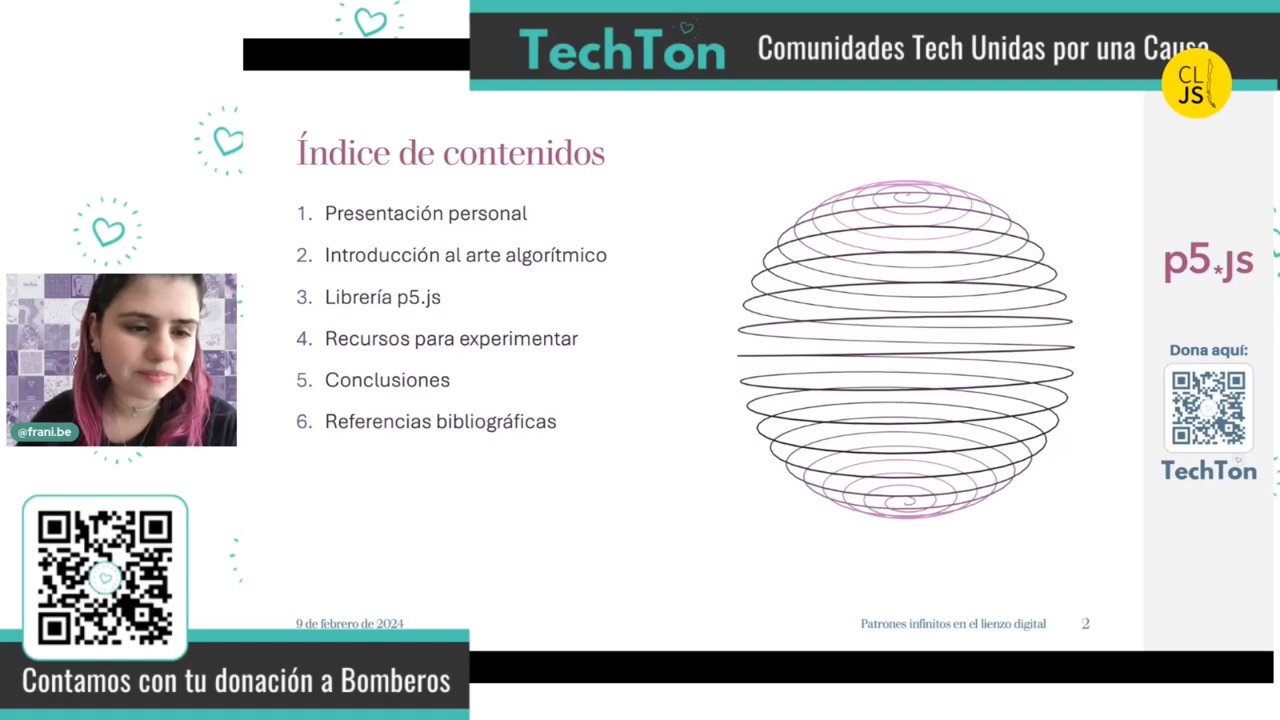 TechTon
Comunidades Tech Unidas por una Causa
CL
JS
Índice de contenidos
1. Presentación personal
2. Introducción al arte algorítmico
3. Librería p5.js
4. Recursos para experimentar
5. Conclusiones
6. Referencias bibliográficas
p5.js
Dona aquí:
TechTon
@frani.be
9 de febrero de 2024
Patrones infinitos en el lienzo digital
2
Contamos con tu donación a Bomberos